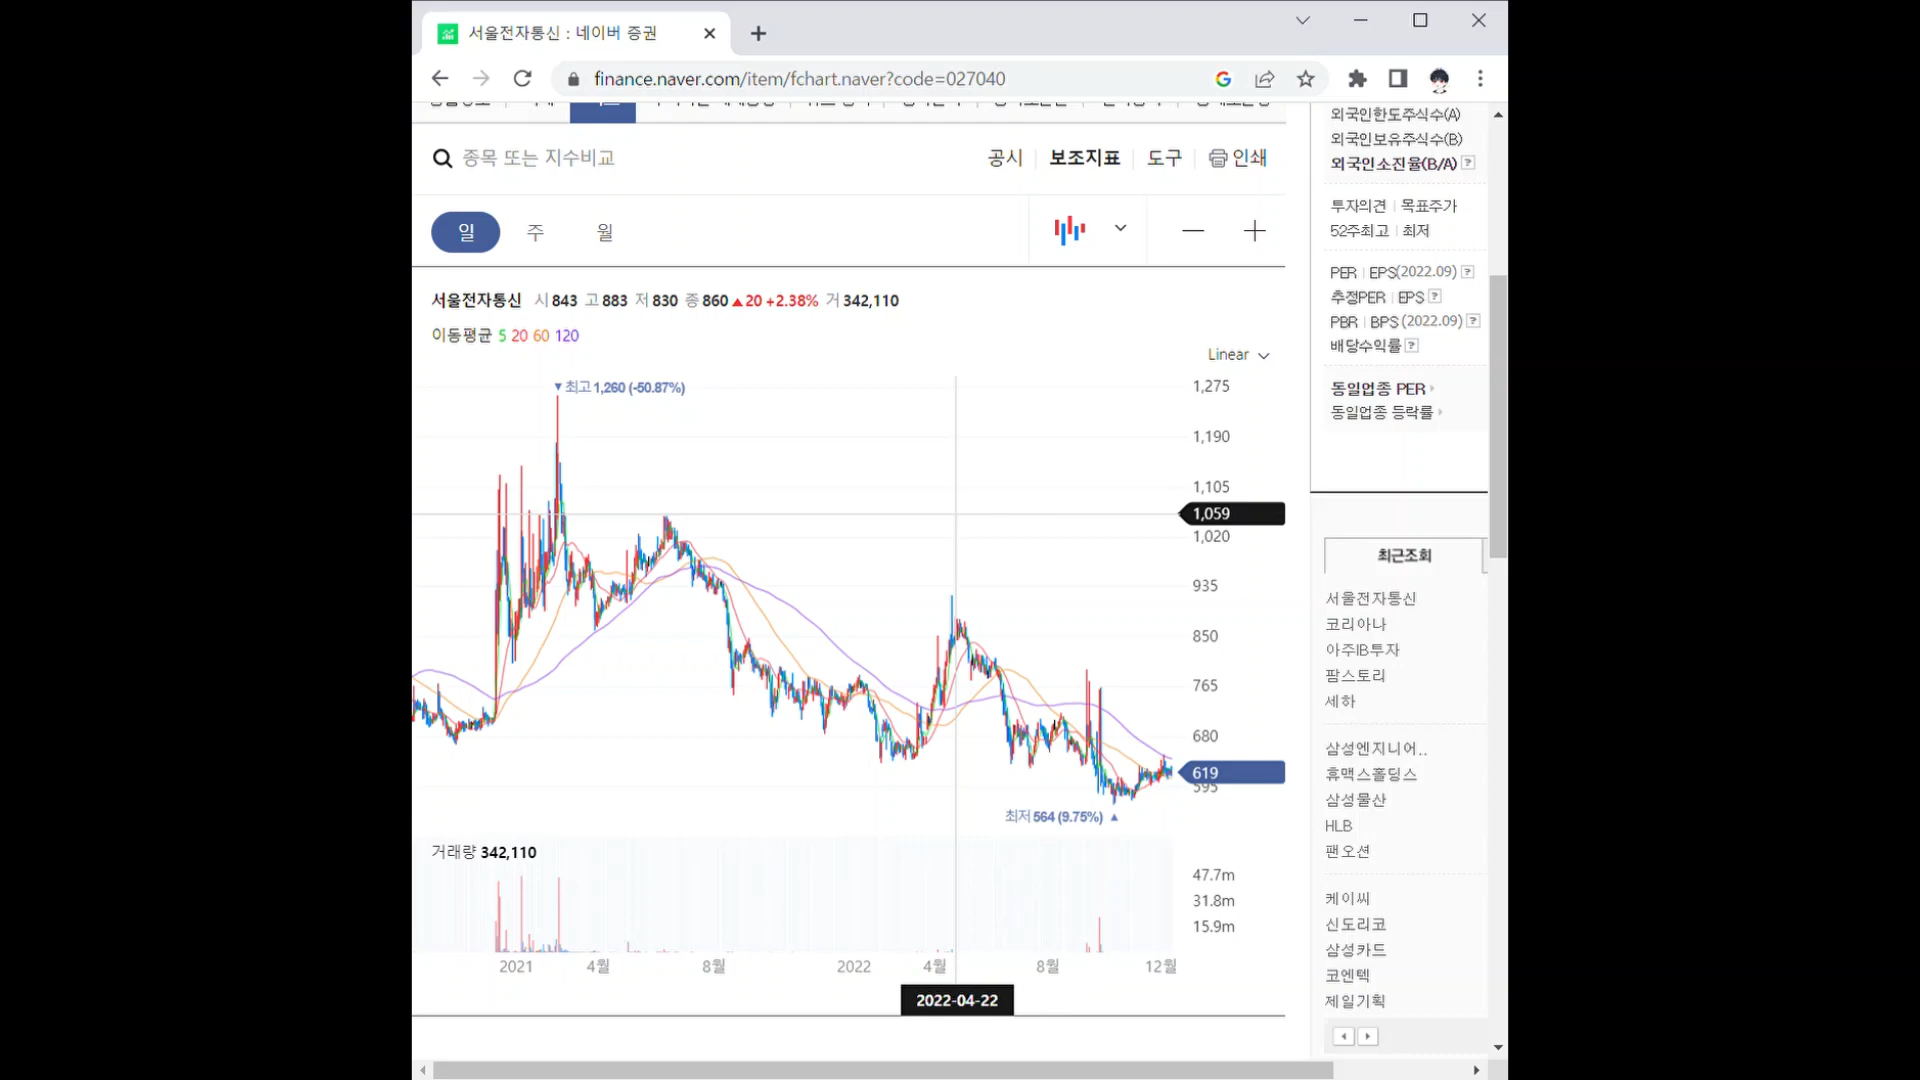 서울전자통신 : 네이버 증권
finance.naver.com/item/fchart.naver?code=027040
종목 또는 지수비교
공시 보조지표 도구 인쇄
일 주 월
서울전자통신 시 843 고 883 저 830 종 860 ▲20 +2.38% 거 342,110
이동평균 5 20 60 120
Linear
▼ 최고 1,260 (-50.87%)
1,275
1,190
1,105
1,059
1,020
935
850
765
680
619
595
최저 564 (9.75%) ▲
거래량 342,110
47.7m
31.8m
15.9m
2021 4월 8월 2022 4월 8월 12월
2022-04-22
외국인한도주식수(A)
외국인보유주식수(B)
외국인소진율(B/A) ?
투자의견 | 목표주가
52주최고 | 최저
PER | EPS(2022.09) ?
추정PER | EPS ?
PBR | BPS (2022.09) ?
배당수익률 ?
동일업종 PER
동일업종 등락률
최근조회
서울전자통신
코리아나
아주IB투자
팜스토리
세하
삼성엔지니어..
휴맥스홀딩스
삼성물산
HLB
팬오션
케이씨
신도리코
삼성카드
코엔텍
제일기획